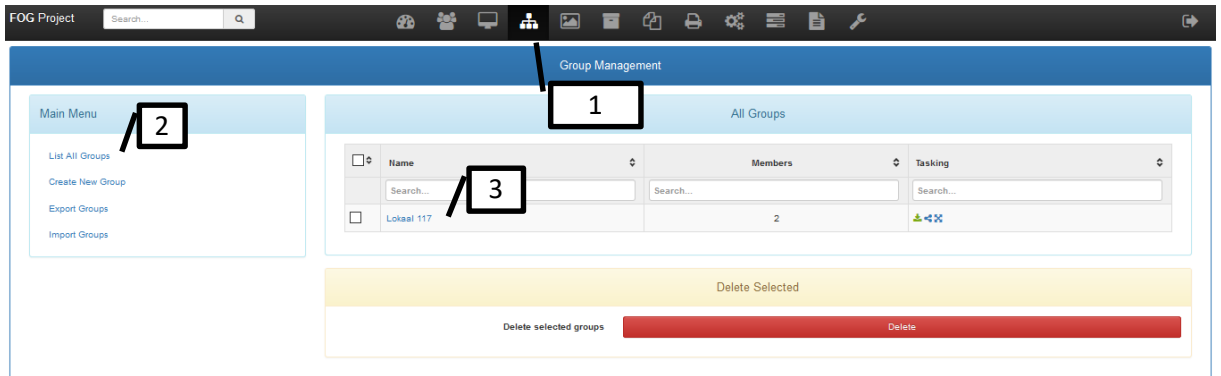 FOG Project
Search...
Group Management
1
Main Menu
2
List All Groups
Create New Group
Export Groups
Import Groups
All Groups
Name Members Tasking
Search... Search... Search...
3
Lokaal 117 2
Delete Selected
Delete selected groups Delete